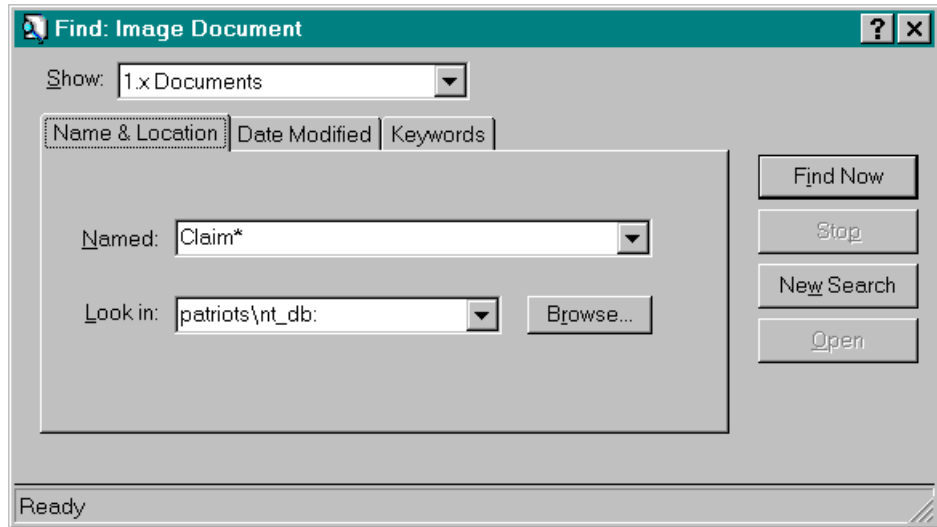 Find: Image Document
Show: 1.x Documents
Name & Location Date Modified Keywords
Find Now
Named: Claim*
Stop
New Search
Look in: patriots\nt_db: Browse...
Open
Ready